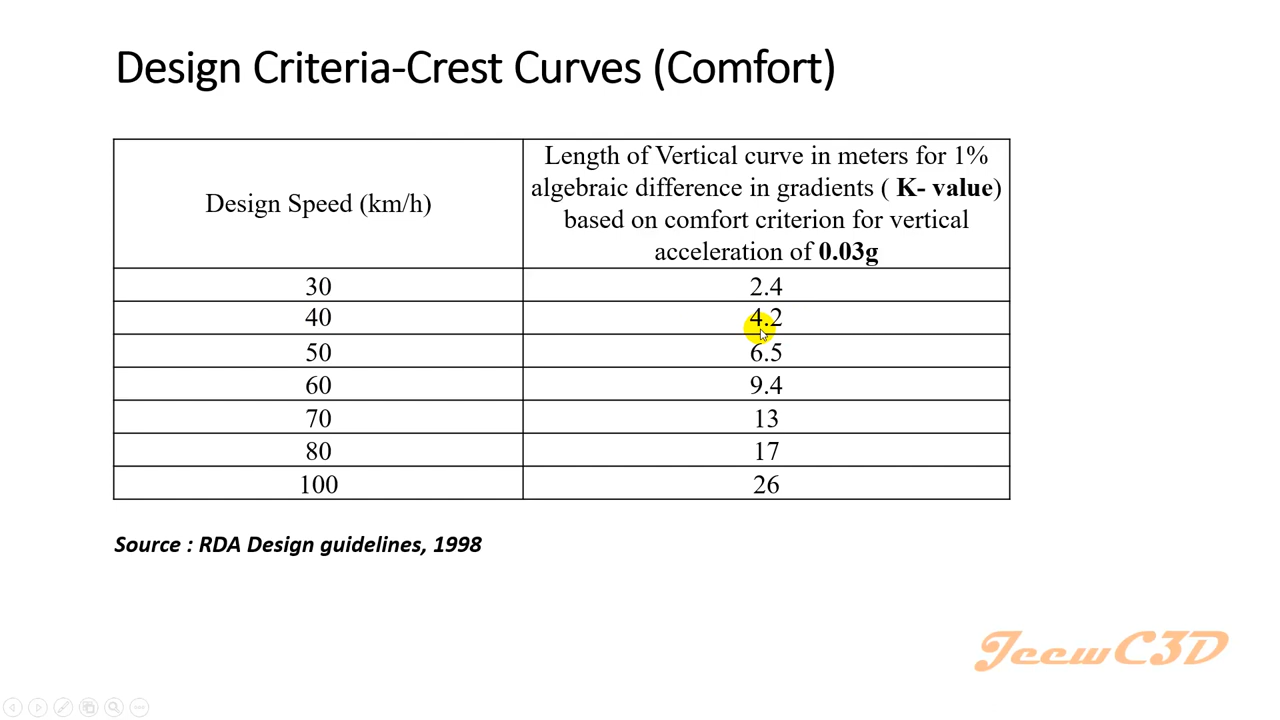 Design Criteria-Crest Curves (Comfort)
Design Speed (km/h)
Length of Vertical curve in meters for 1%
algebraic difference in gradients ( K- value)
based on comfort criterion for vertical
acceleration of 0.03g
30 2.4
40 4.2
50 6.5
60 9.4
70 13
80 17
100 26
Source : RDA Design guidelines, 1998
JeewC3D